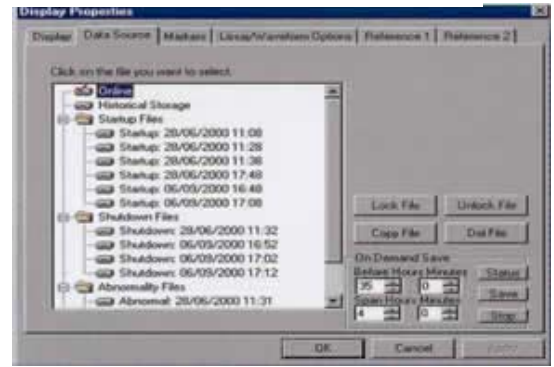 Display Properties
Display Data Source Markers Linear/Waveform Options Reference 1 Reference 2
Click on the file you want to select.
Online
Historical Storage
Startup Files
Startup: 28/06/2000 11:08
Startup: 28/06/2000 11:28
Startup: 28/06/2000 11:38
Startup: 28/06/2000 17:48
Startup: 06/09/2000 16:48
Startup: 06/09/2000 17:08
Shutdown Files
Shutdown: 28/06/2000 11:32
Shutdown: 06/09/2000 16:52
Shutdown: 06/09/2000 17:02
Shutdown: 06/09/2000 17:12
Abnormality Files
Abnormal: 28/06/2000 11:31
Lock File Unlock File
Copy File Del File
On Demand Save
Before Hours Minutes Status
35 0
Save
Span Hours Minutes
4 0 Stop
OK Cancel Apply